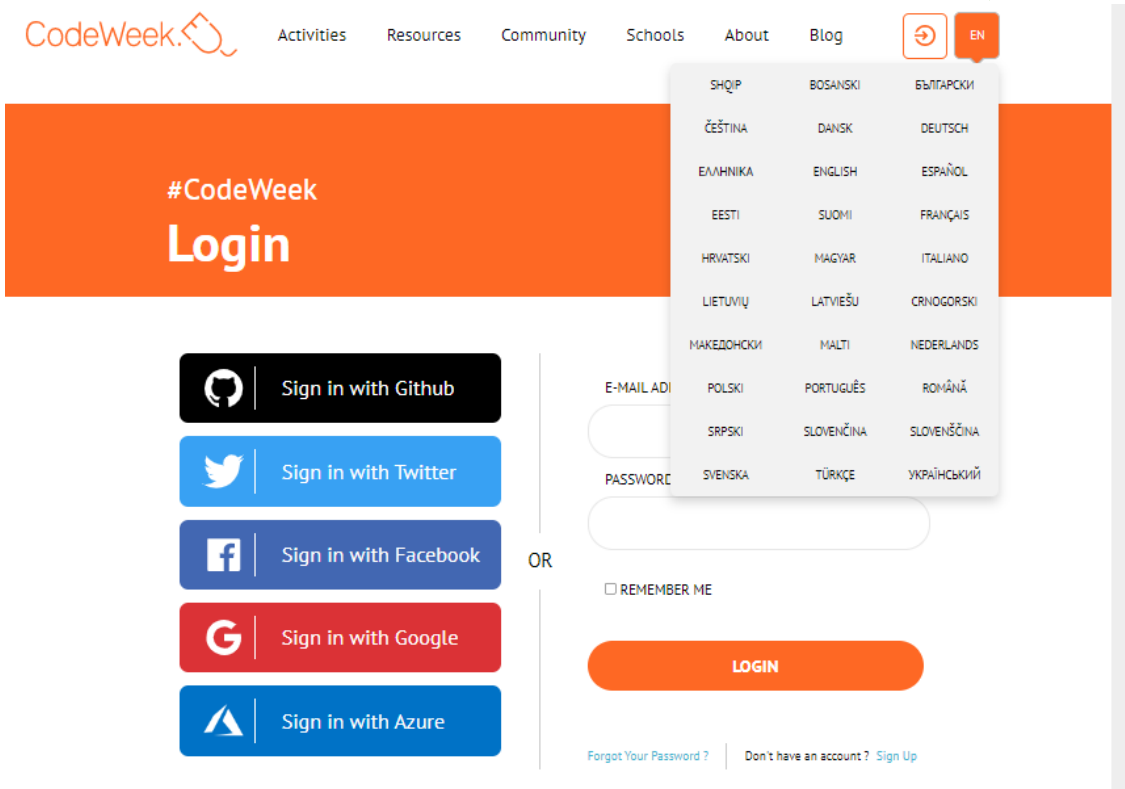 CodeWeek.
Activities Resources Community Schools About Blog EN
SHQIP BOSANSKI БЪЛГАРСКИ
ČEŠTINA DANSK DEUTSCH
ΕΛΛΗΝΙΚΑ ENGLISH ESPAÑOL
EESTI SUOMI FRANÇAIS
HRVATSKI MAGYAR ITALIANO
LIETUVIŲ LATVIEŠU CRNOGORSKI
МАКЕДОНСКИ MALTI NEDERLANDS
POLSKI PORTUGUÊS ROMÂNĂ
SRPSKI SLOVENČINA SLOVENŠČINA
SVENSKA TÜRKÇE УКРАЇНСЬКИЙ
#CodeWeek
Login
Sign in with Github
Sign in with Twitter
Sign in with Facebook
Sign in with Google
Sign in with Azure
OR
E-MAIL AD
PASSWORD
REMEMBER ME
LOGIN
Forgot Your Password ? Don't have an account ? Sign Up